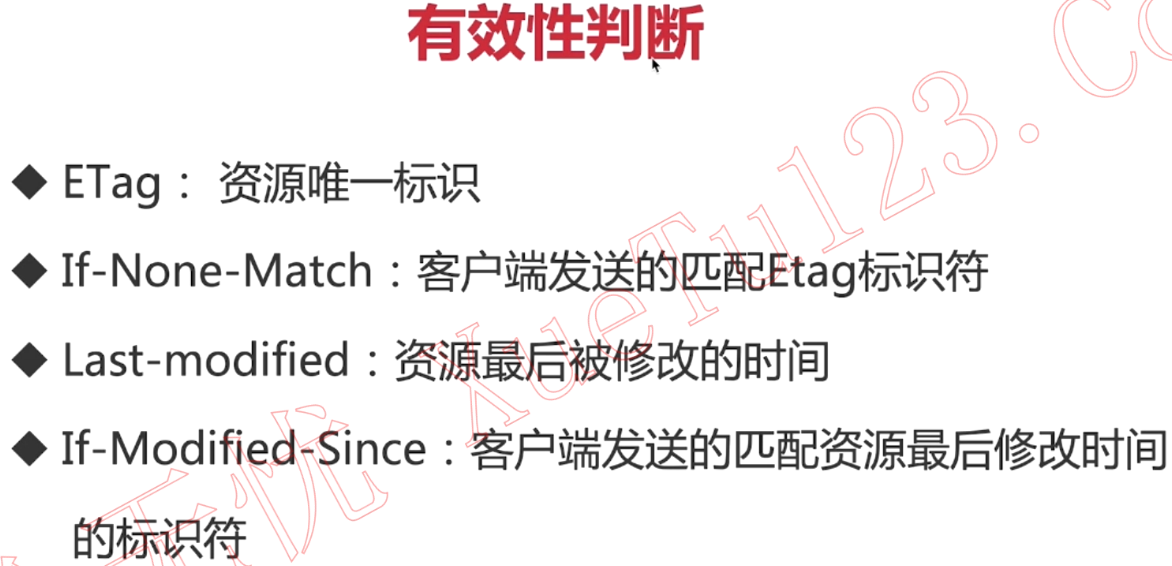 有效性判断
◆ ETag： 资源唯一标识
◆ If-None-Match：客户端发送的匹配Etag标识符
◆ Last-modified：资源最后被修改的时间
◆ If-Modified-Since：客户端发送的匹配资源最后修改时间
的标识符
无忧 XueTu123.Co